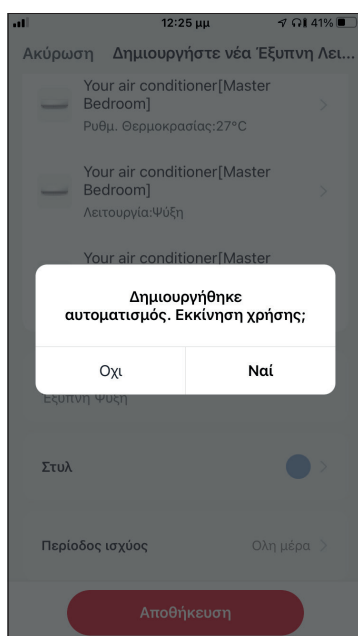 12:25 μμ
41%
Ακύρωση Δημιουργήστε νέα Έξυπνη Λει...
Your air conditioner[Master
Bedroom]
Ρυθμ. Θερμοκρασίας:27°C
Your air conditioner[Master
Bedroom]
Λειτουργία:Ψύξη
Your air conditioner[Master
Δημιουργήθηκε
αυτοματισμός. Εκκίνηση χρήσης;
Οχι
Ναί
Έξυπνη Ψύξη
Στυλ
Περίοδος ισχύος
Ολη μέρα
Αποθήκευση